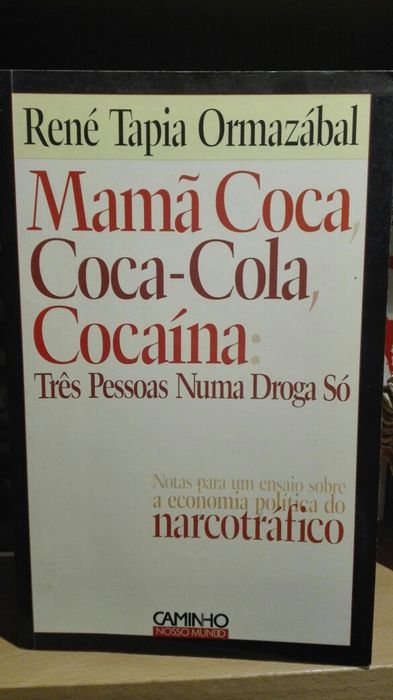 René Tapia Ormazábal
Mamã Coca,
Coca-Cola,
Cocaína:
Três Pessoas Numa Droga Só
Notas para um ensaio sobre
a economia política do
narcotráfico
CAMINHO
NOSSO MUNDO